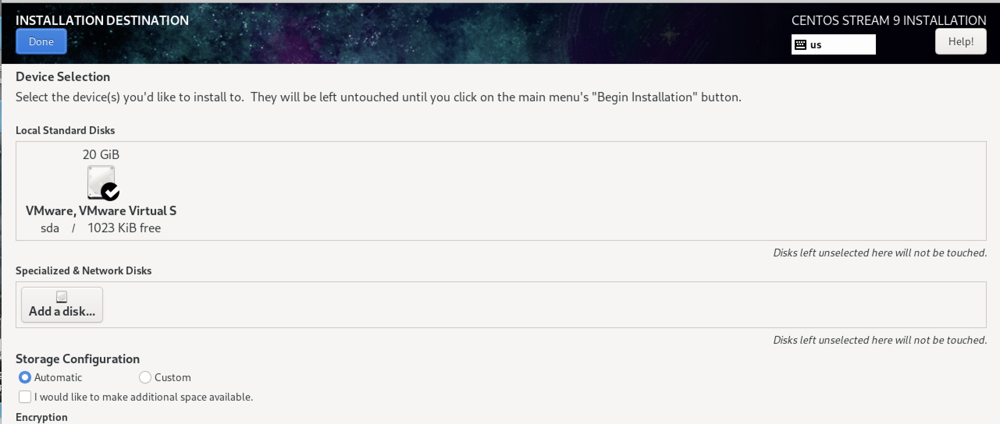 INSTALLATION DESTINATION
CENTOS STREAM 9 INSTALLATION
Done
us
Help!
Device Selection
Select the device(s) you'd like to install to.  They will be left untouched until you click on the main menu's "Begin Installation" button.
Local Standard Disks
20 GiB
VMware, VMware Virtual S
sda / 1023 KiB free
Disks left unselected here will not be touched.
Specialized & Network Disks
Add a disk...
Disks left unselected here will not be touched.
Storage Configuration
Automatic
Custom
I would like to make additional space available.
Encryption